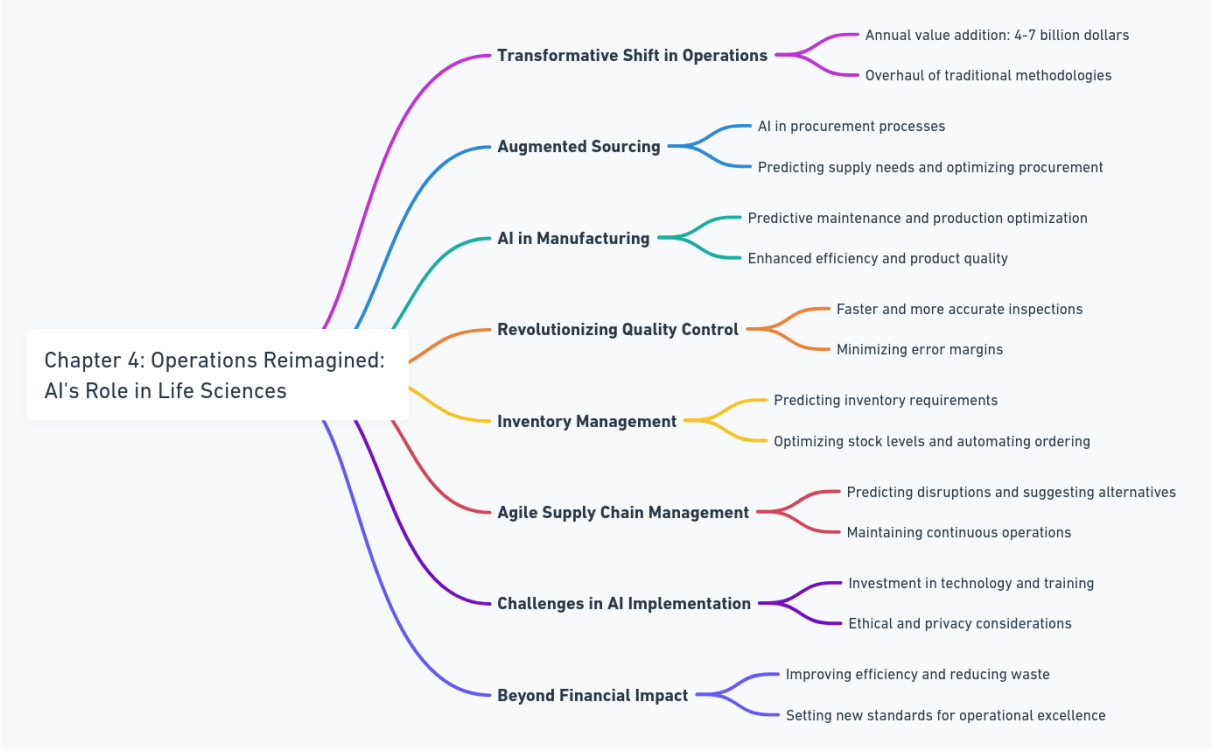 Chapter 4: Operations Reimagined:
AI's Role in Life Sciences
Transformative Shift in Operations
Annual value addition: 4-7 billion dollars
Overhaul of traditional methodologies
Augmented Sourcing
AI in procurement processes
Predicting supply needs and optimizing procurement
AI in Manufacturing
Predictive maintenance and production optimization
Enhanced efficiency and product quality
Revolutionizing Quality Control
Faster and more accurate inspections
Minimizing error margins
Inventory Management
Predicting inventory requirements
Optimizing stock levels and automating ordering
Agile Supply Chain Management
Predicting disruptions and suggesting alternatives
Maintaining continuous operations
Challenges in AI Implementation
Investment in technology and training
Ethical and privacy considerations
Beyond Financial Impact
Improving efficiency and reducing waste
Setting new standards for operational excellence